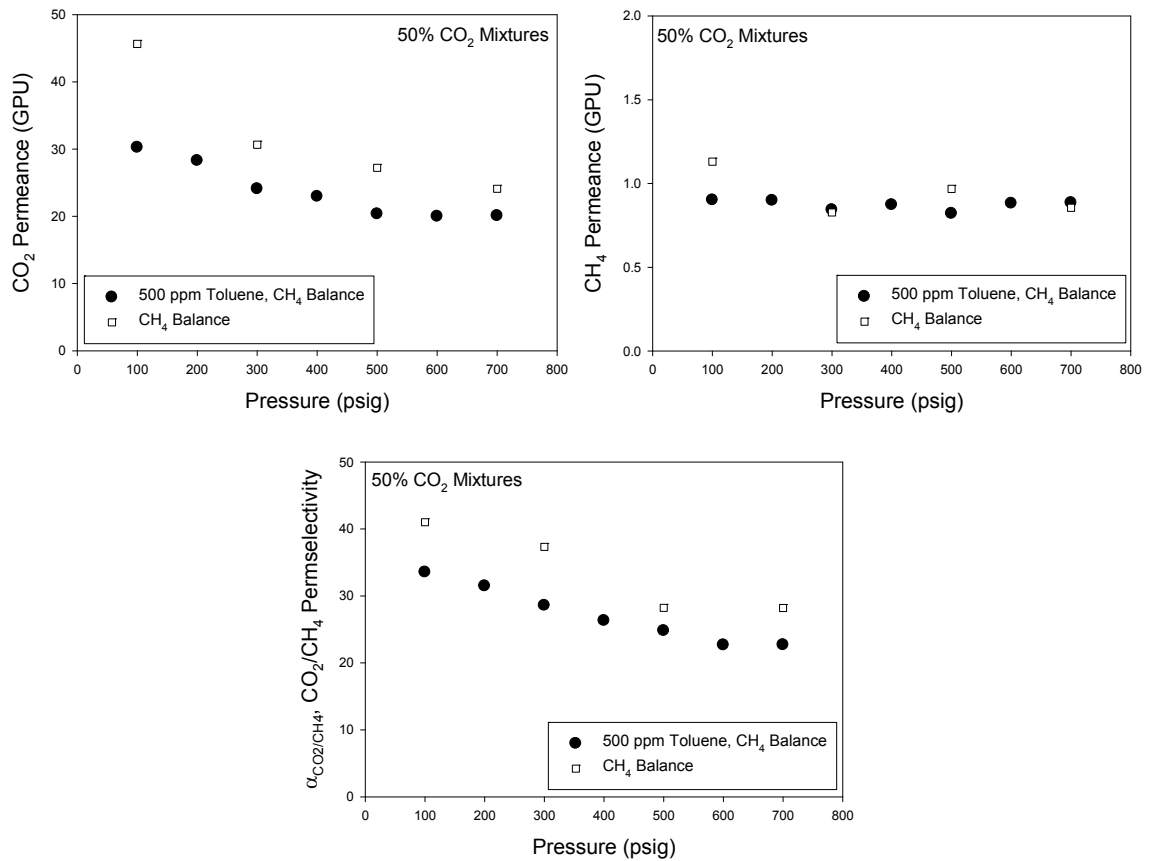 50% CO2 Mixtures
CO2 Permeance (GPU)
50
40
30
20
10
0
500 ppm Toluene, CH4 Balance
CH4 Balance
0 100 200 300 400 500 600 700 800
Pressure (psig)
50% CO2 Mixtures
CH4 Permeance (GPU)
2.0
1.5
1.0
0.5
0.0
500 ppm Toluene, CH4 Balance
CH4 Balance
0 100 200 300 400 500 600 700 800
Pressure (psig)
50% CO2 Mixtures
αCO2/CH4, CO2/CH4 Permselectivity
50
40
30
20
10
0
500 ppm Toluene, CH4 Balance
CH4 Balance
0 100 200 300 400 500 600 700 800
Pressure (psig)